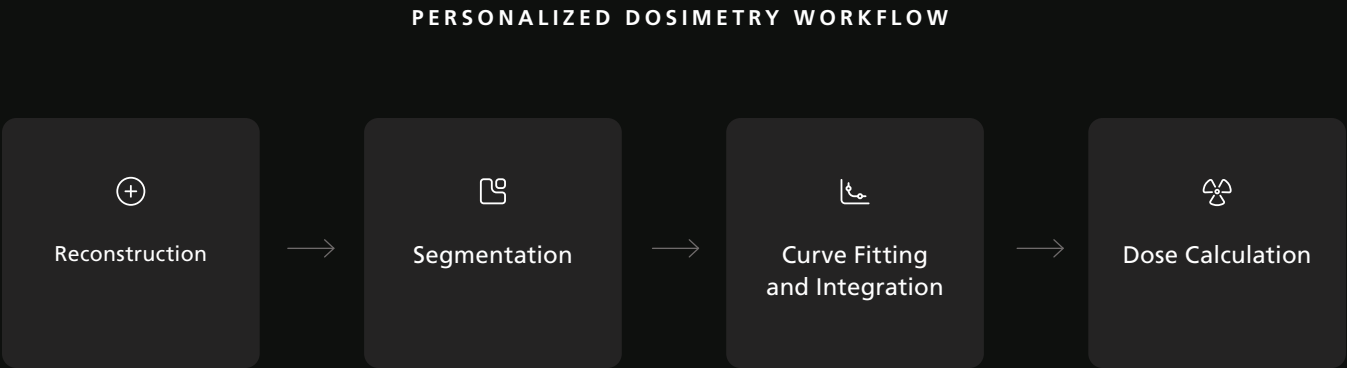 PERSONALIZED DOSIMETRY WORKFLOW
Reconstruction
Segmentation
Curve Fitting
and Integration
Dose Calculation